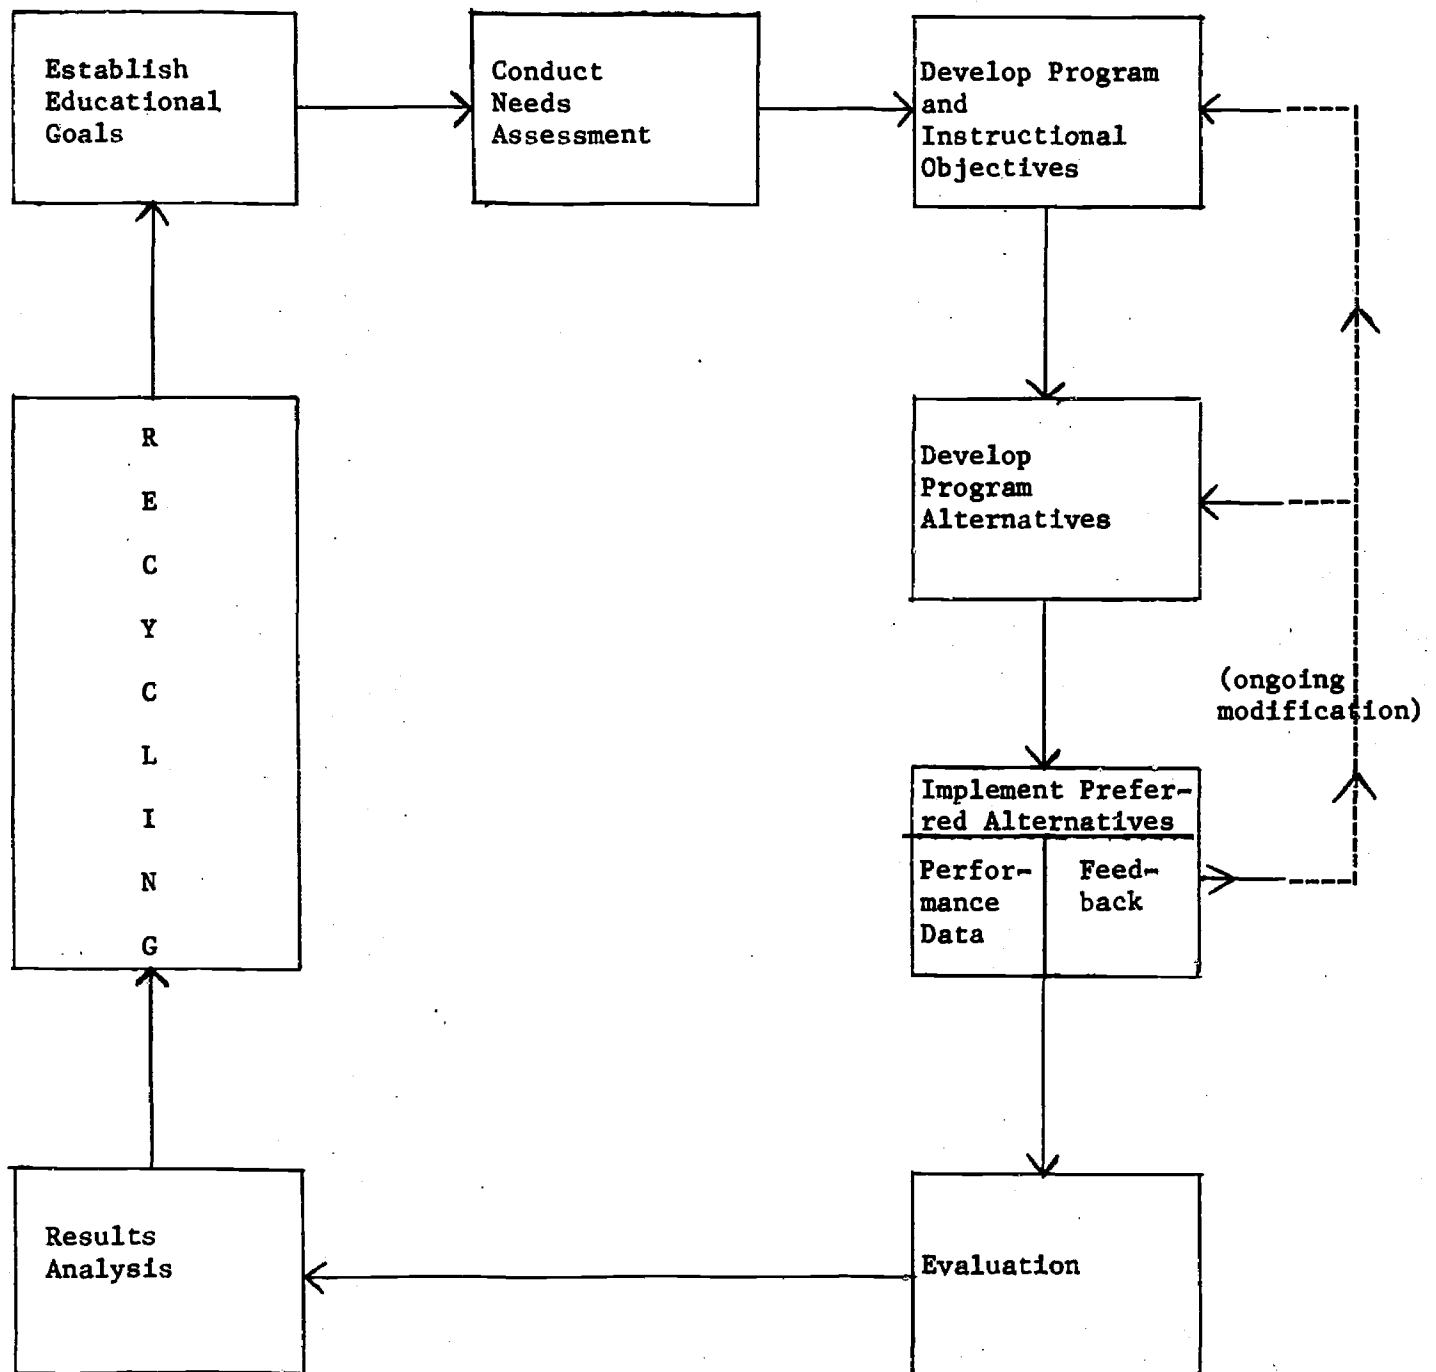 Establish
Educational
Goals
Conduct
Needs
Assessment
Develop Program
and
Instructional
Objectives
Develop
Program
Alternatives
(ongoing
modification)
Implement Prefer-
red Alternatives
Perfor-
mance
Data
Feed-
back
Evaluation
Results
Analysis
R
E
C
Y
C
L
I
N
G